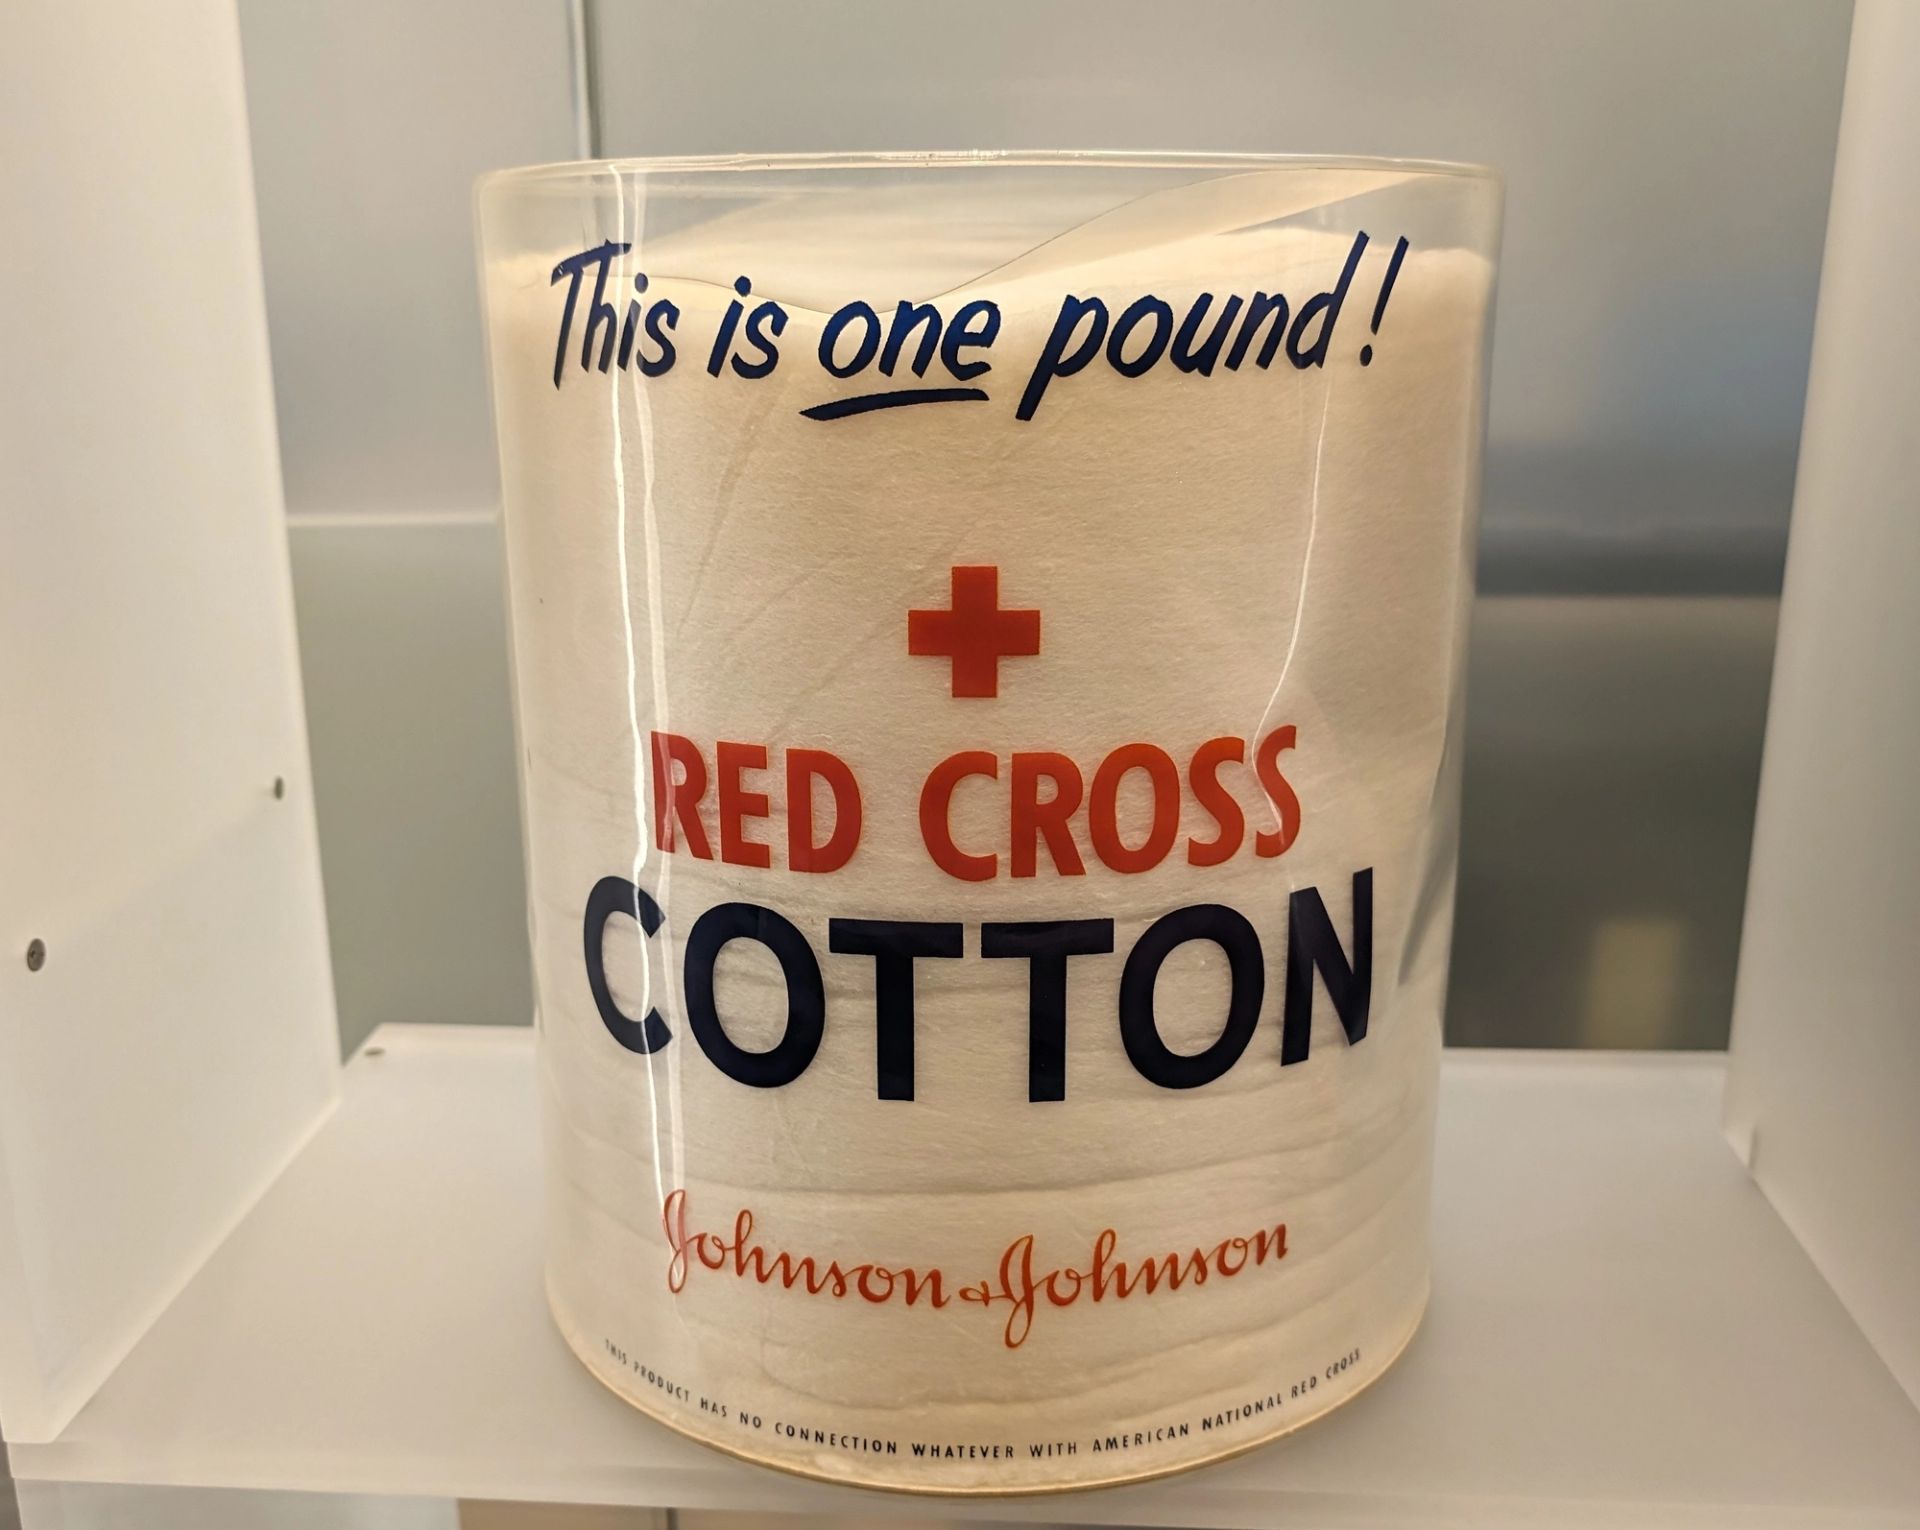 This is one pound!
RED CROSS
COTTON
Johnson & Johnson
THIS PRODUCT HAS NO CONNECTION WHATEVER WITH AMERICAN NATIONAL RED CROSS